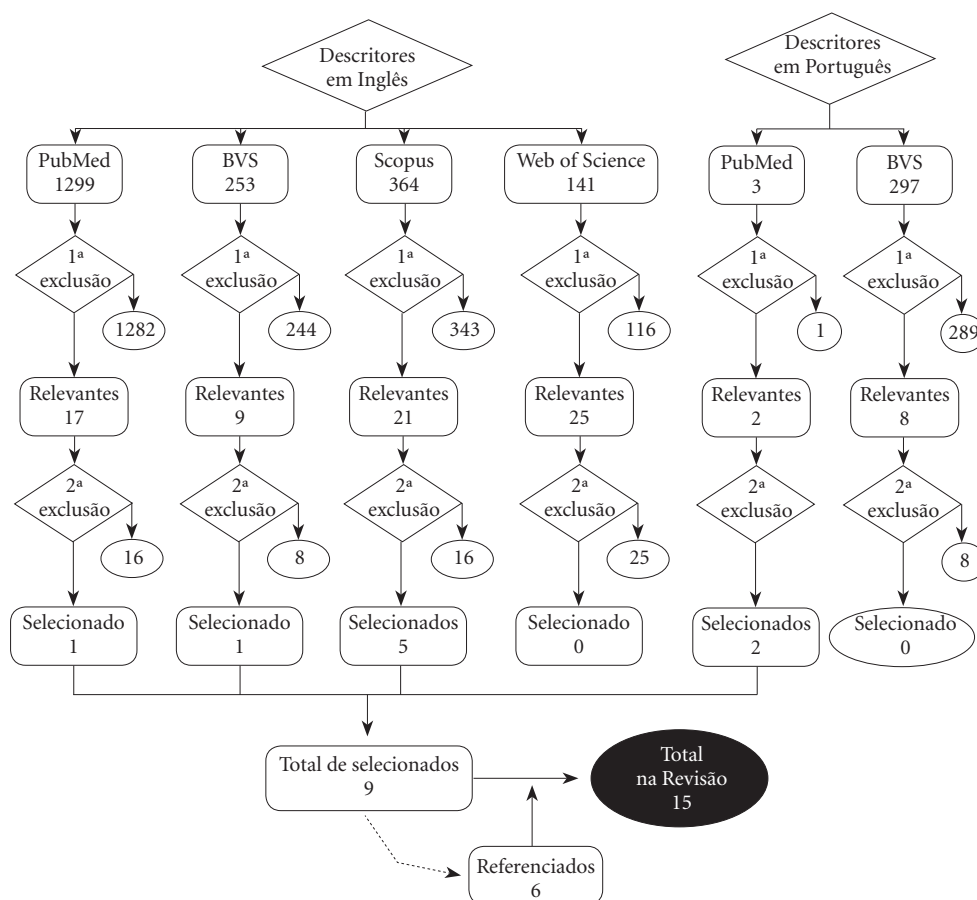 Descritores
em Inglês
Descritores
em Português
PubMed
1299
BVS
253
Scopus
364
Web of Science
141
PubMed
3
BVS
297
1ª
exclusão
1ª
exclusão
1ª
exclusão
1ª
exclusão
1ª
exclusão
1ª
exclusão
1282
244
343
116
1
289
Relevantes
17
Relevantes
9
Relevantes
21
Relevantes
25
Relevantes
2
Relevantes
8
2ª
exclusão
2ª
exclusão
2ª
exclusão
2ª
exclusão
2ª
exclusão
2ª
exclusão
16
8
16
25
8
Selecionado
1
Selecionado
1
Selecionados
5
Selecionado
0
Selecionados
2
Selecionado
0
Total de selecionados
9
Total
na Revisão
15
Referenciados
6